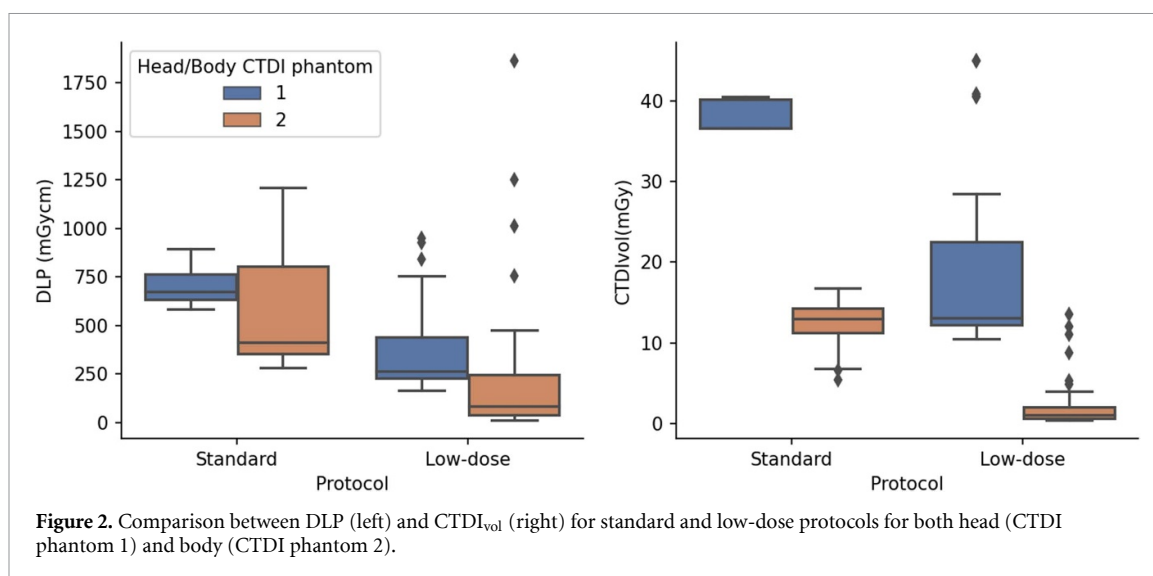 Head/Body CTDI phantom
1
2
1750
1500
1250
1000
750
500
250
0
DLP (mGycm)
Standard
Low-dose
Protocol
40
30
20
10
0
CTDIvol(mGy)
Standard
Low-dose
Protocol
Figure 2. Comparison between DLP (left) and CTDIvol (right) for standard and low-dose protocols for both head (CTDI
phantom 1) and body (CTDI phantom 2).